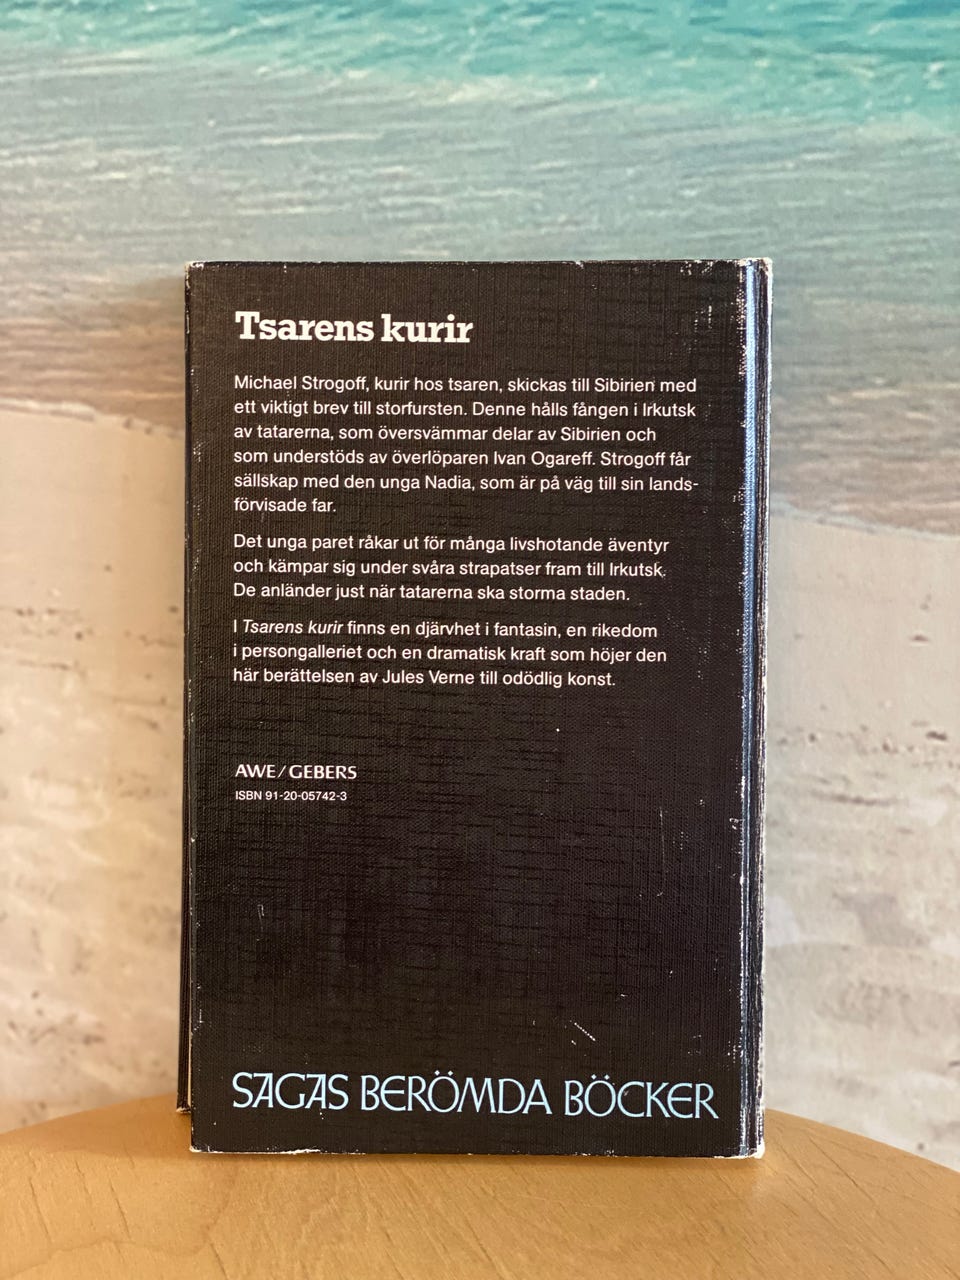 Tsarens kurir
Michael Strogoff, kurir hos tsaren, skickas till Sibirien med
ett viktigt brev till storfursten. Denne hålls fången i Irkutsk
av tatarerna, som översvämmar delar av Sibirien och
som understöds av överlöparen Ivan Ogareff. Strogoff får
sällskap med den unga Nadia, som är på väg till sin lands-
förvisade far.
Det unga paret råkar ut för många livshotande äventyr
och kämpar sig under svåra strapatser fram till Irkutsk.
De anländer just när tatarerna ska storma staden.
I Tsarens kurir finns en djärvhet i fantasin, en rikedom
i persongalleriet och en dramatisk kraft som höjer den
här berättelsen av Jules Verne till odödlig konst.
AWE/GEBERS
ISBN 91-20-05742-3
SAGAS BERÖMDA BÖCKER